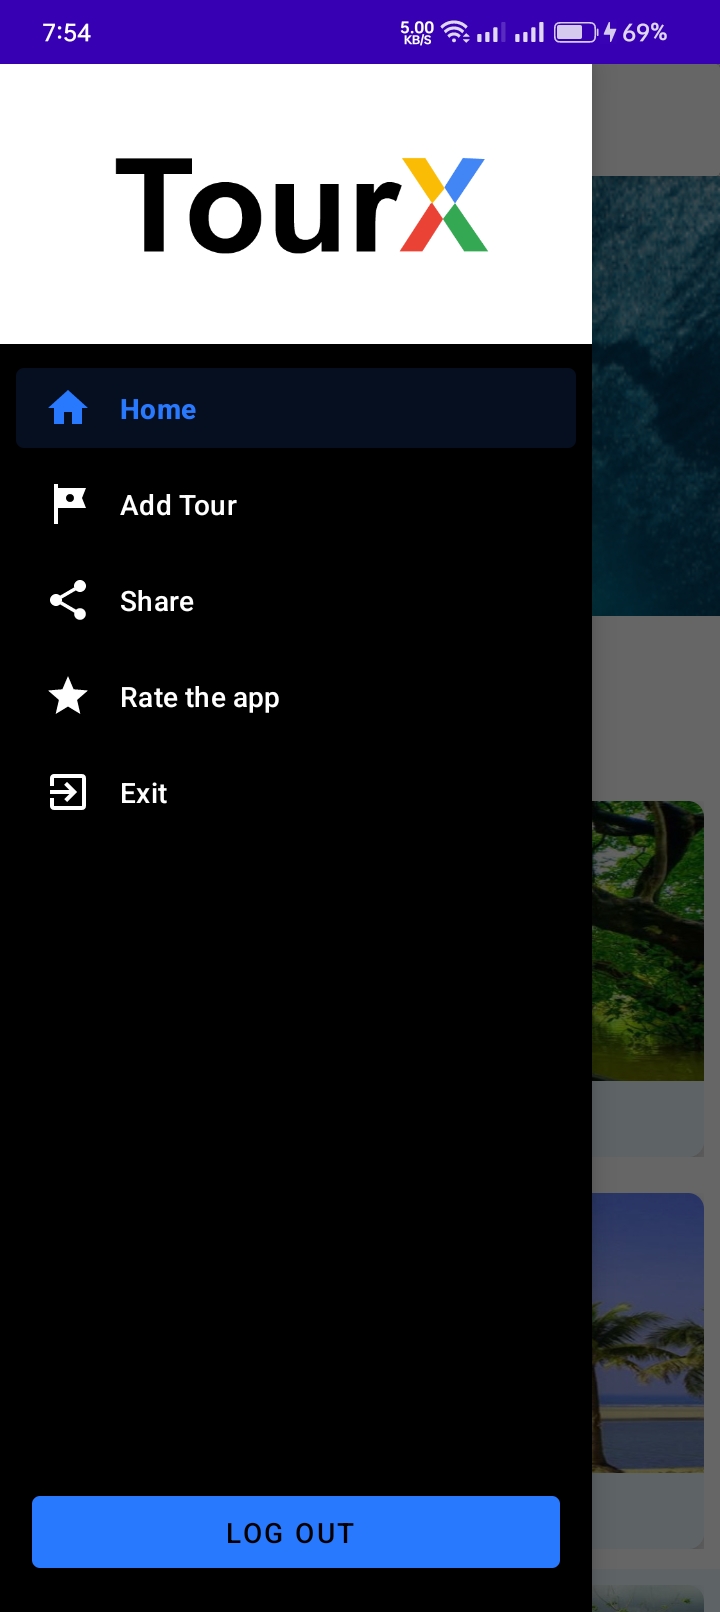 7:54 5.00 KB/S 69%
TourX
Home
Add Tour
Share
Rate the app
Exit
LOG OUT